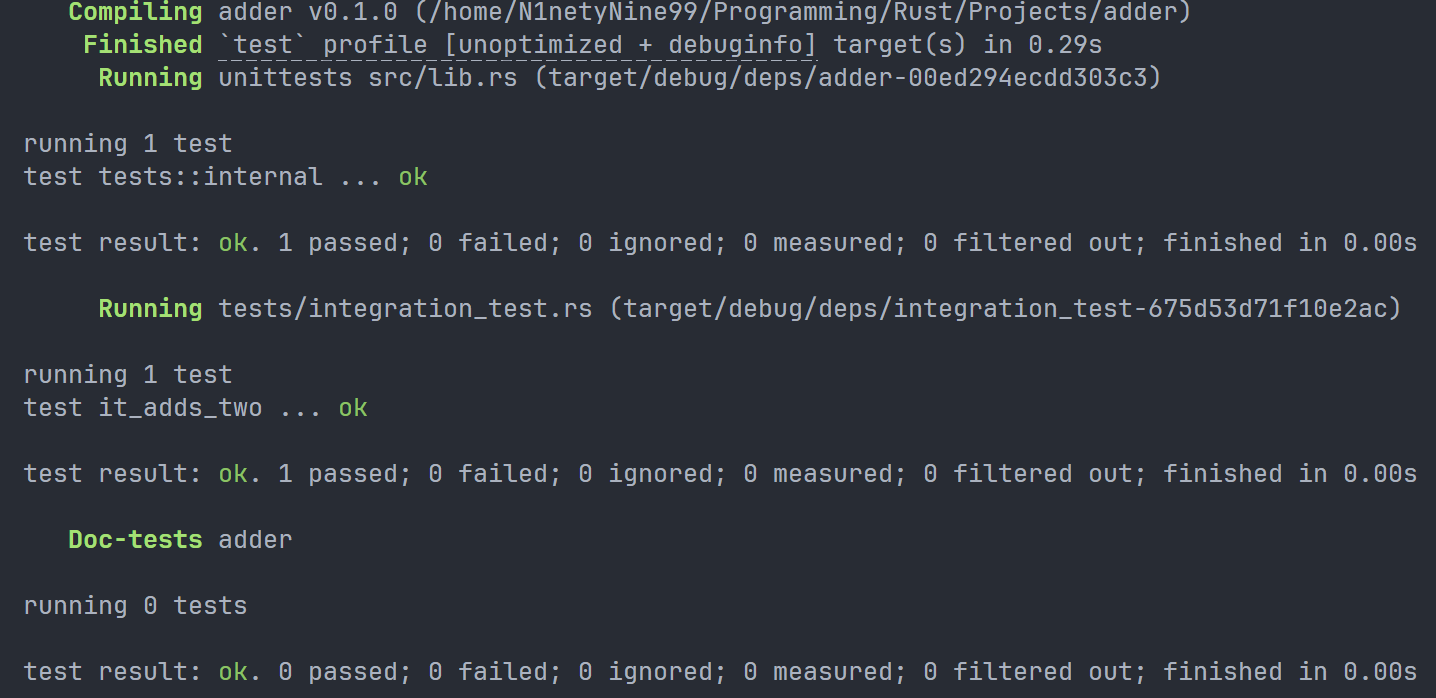 Compiling adder v0.1.0 (/home/N1netyNine99/Programming/Rust/Projects/adder)
Finished `test` profile [unoptimized + debuginfo] target(s) in 0.29s
Running unittests src/lib.rs (target/debug/deps/adder-00ed294ecdd303c3)
running 1 test
test tests::internal ... ok
test result: ok. 1 passed; 0 failed; 0 ignored; 0 measured; 0 filtered out; finished in 0.00s
Running tests/integration_test.rs (target/debug/deps/integration_test-675d53d71f10e2ac)
running 1 test
test it_adds_two ... ok
test result: ok. 1 passed; 0 failed; 0 ignored; 0 measured; 0 filtered out; finished in 0.00s
Doc-tests adder
running 0 tests
test result: ok. 0 passed; 0 failed; 0 ignored; 0 measured; 0 filtered out; finished in 0.00s